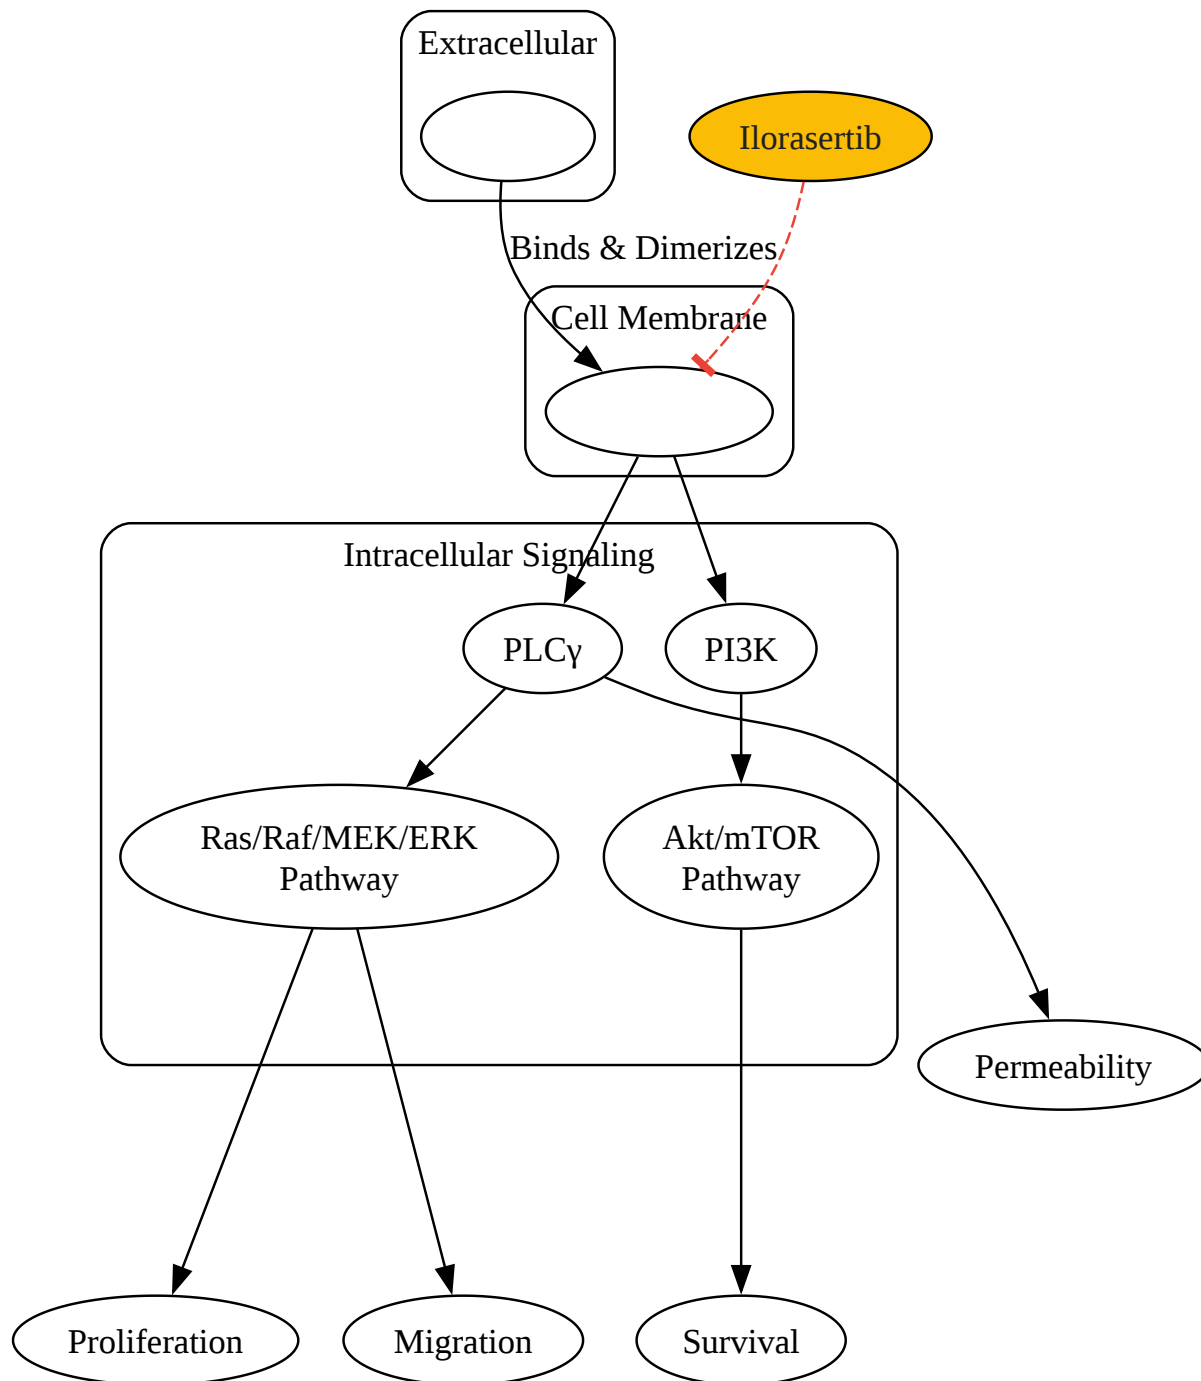 Extracellular
Ilorasertib
Binds & Dimerizes
Cell Membrane
Intracellular Signaling
PLCγ
PI3K
Ras/Raf/MEK/ERK
Pathway
Akt/mTOR
Pathway
Permeability
Proliferation
Migration
Survival